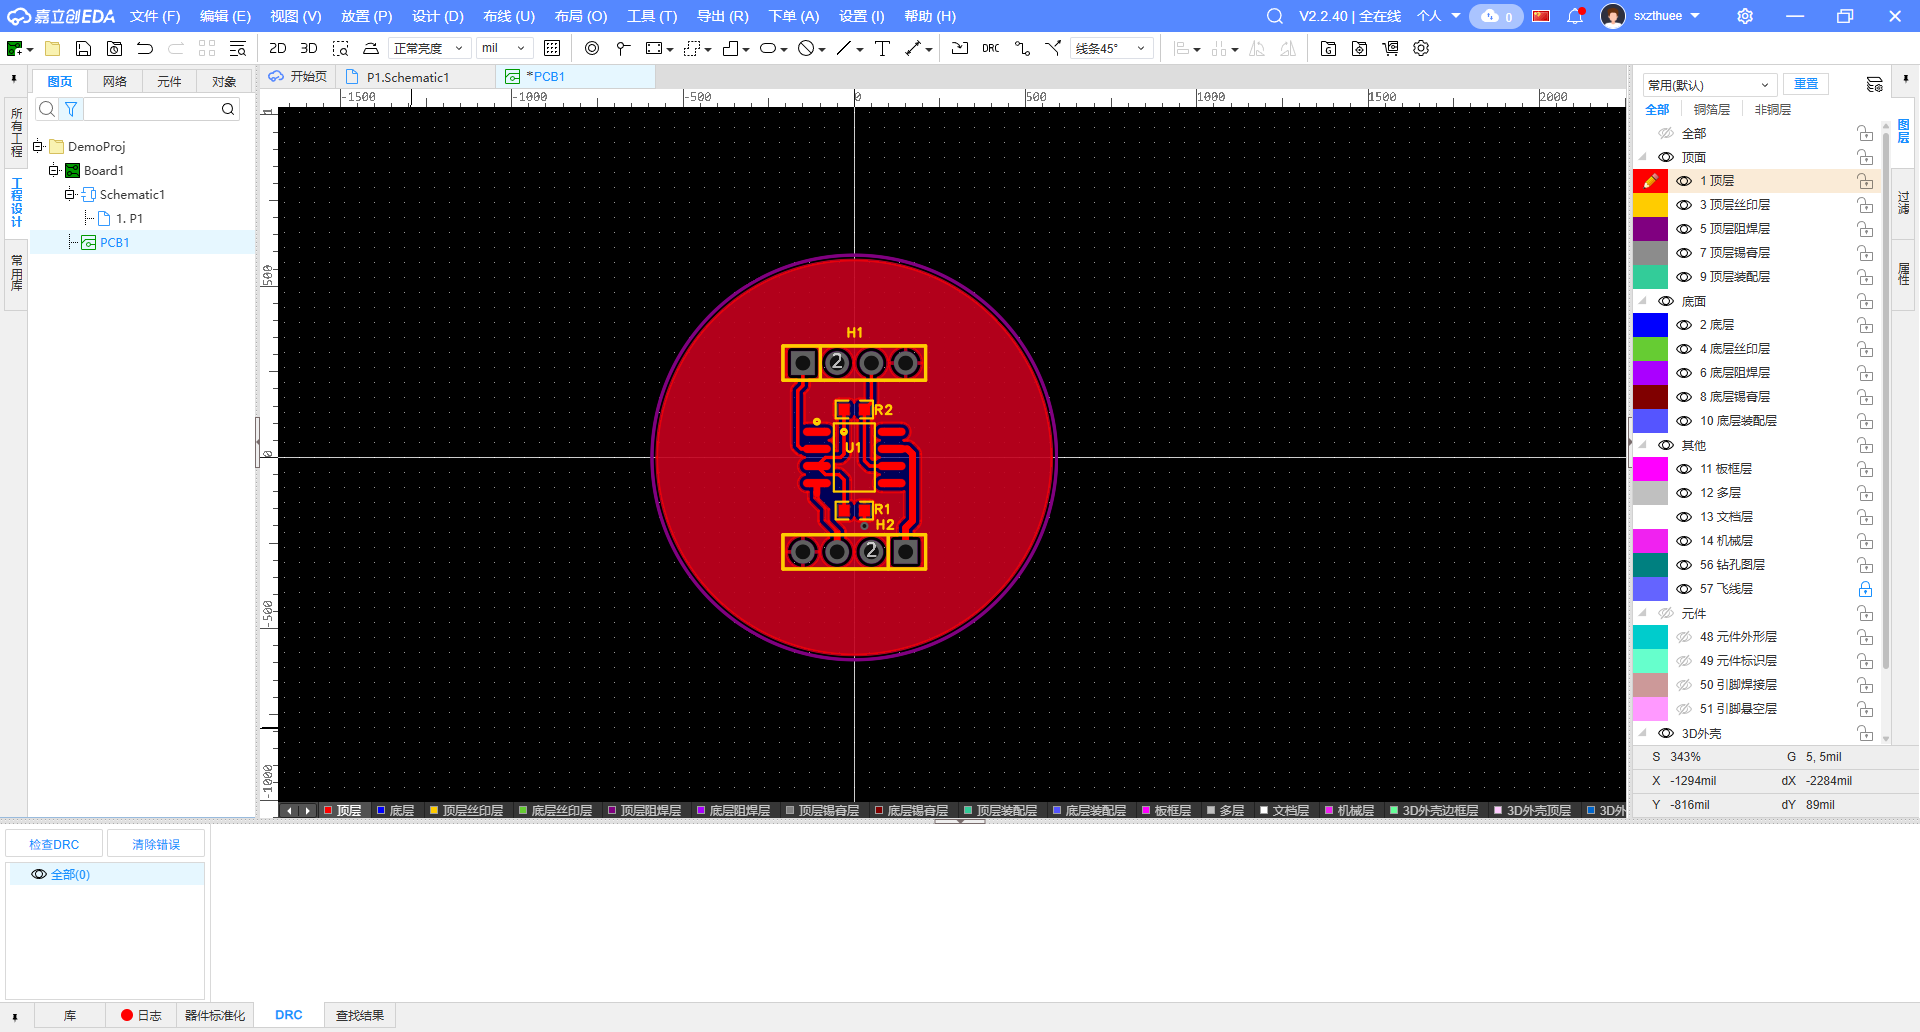 嘉立创EDA 文件 (F) 编辑 (E) 视图 (V) 放置 (P) 设计 (D) 布线 (U) 布局 (O) 工具 (T) 导出 (R) 下单 (A) 设置 (I) 帮助 (H) V2.2.40 | 全在线 个人 0 sxzthuee
2D 3D 正常亮度 mil DRC 线条45°
图页 网络 元件 对象
开始页 P1.Schematic1 *PCB1
所有工程
工程设计
常用库
DemoProj
Board1
Schematic1
1. P1
PCB1
-1500 -1000 -500 0 500 1000 1500 2000
500
0
-500
-1000
H1
2
R2
U1
R1
H2
2
常用(默认) 重置
全部 铜箔层 非铜层
图层
过滤
属性
全部
顶面
1 顶层
3 顶层丝印层
5 顶层阻焊层
7 顶层锡膏层
9 顶层装配层
底面
2 底层
4 底层丝印层
6 底层阻焊层
8 底层锡膏层
10 底层装配层
其他
11 板框层
12 多层
13 文档层
14 机械层
56 钻孔图层
57 飞线层
元件
48 元件外形层
49 元件标识层
50 引脚焊接层
51 引脚悬空层
3D外壳
S 343% G 5, 5mil
X -1294mil dX -2284mil
Y -816mil dY 89mil
顶层 底层 顶层丝印层 底层丝印层 顶层阻焊层 底层阻焊层 顶层锡膏层 底层锡膏层 顶层装配层 底层装配层 板框层 多层 文档层 机械层 3D外壳边框层 3D外壳顶层 3D外
检查DRC 清除错误
全部(0)
库 日志 器件标准化 DRC 查找结果